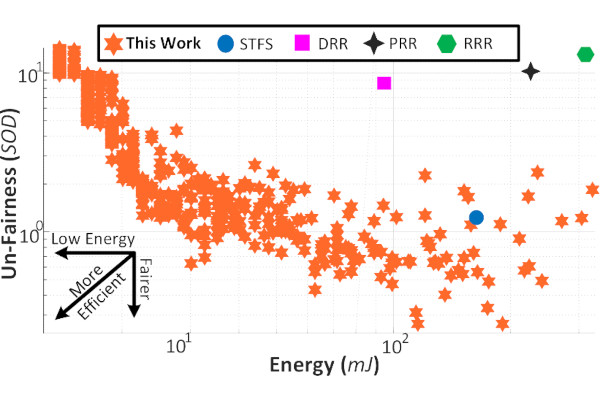 This Work STFS DRR PRR RRR
Un-Fairness (SOD)
10¹
10⁰
Low Energy
More
Efficient
Fairer
10¹ 10²
Energy (mJ)